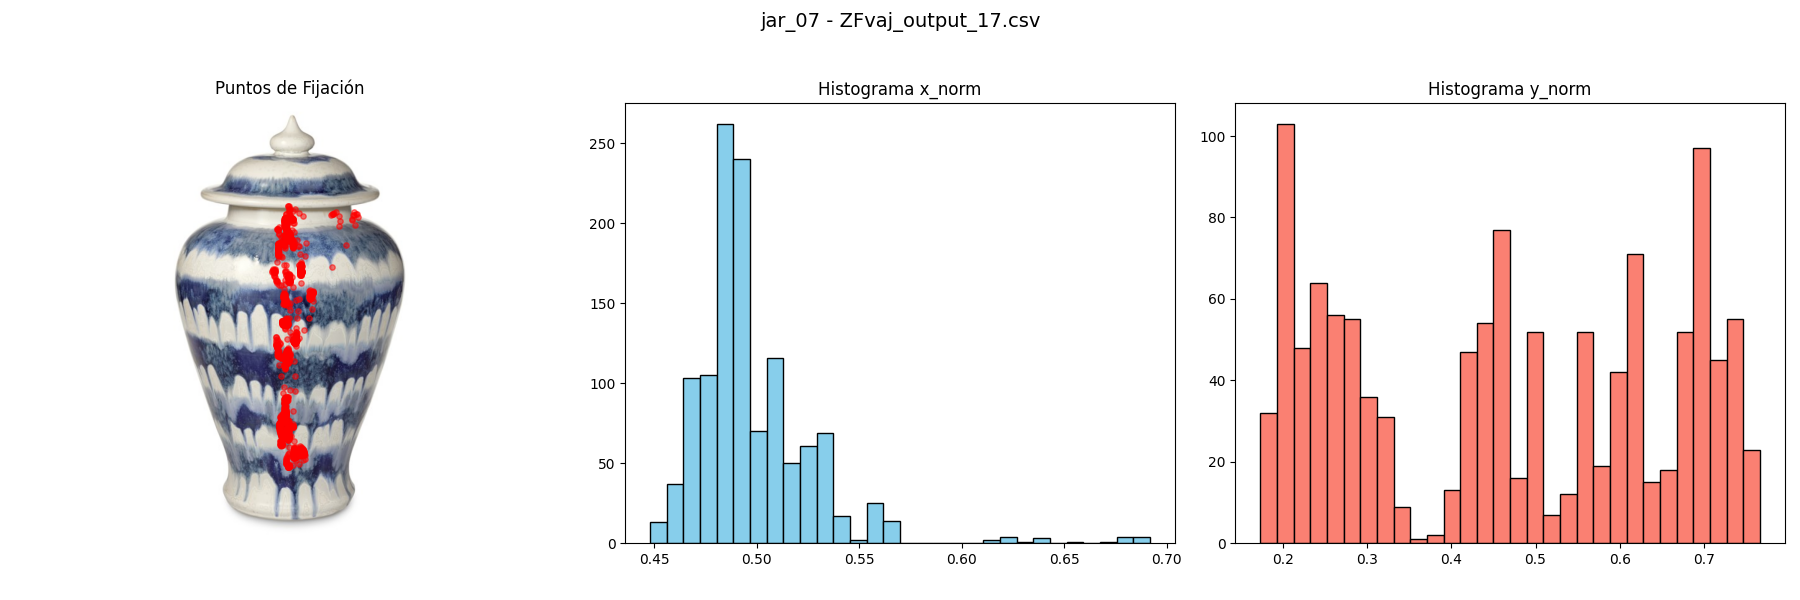 jar_07 - ZFvaj_output_17.csv
Puntos de Fijación
Histograma x_norm
250
200
150
100
50
0
0.45 0.50 0.55 0.60 0.65 0.70
Histograma y_norm
100
80
60
40
20
0
0.2 0.3 0.4 0.5 0.6 0.7